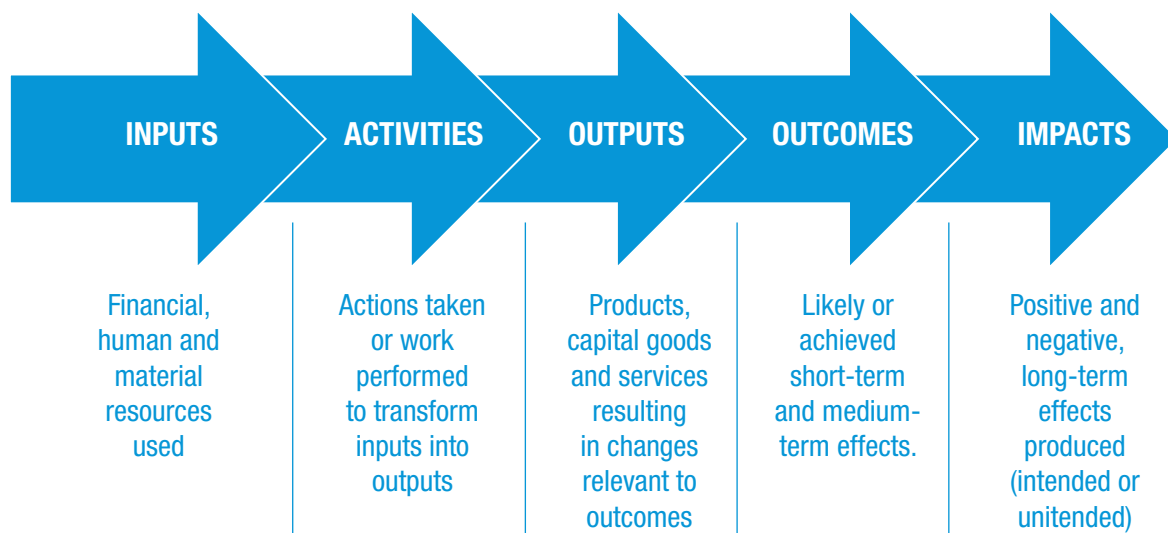 INPUTS
ACTIVITIES
OUTPUTS
OUTCOMES
IMPACTS
Financial,
human and
material
resources
used
Actions taken
or work
performed
to transform
inputs into
outputs
Products,
capital goods
and services
resulting
in changes
relevant to
outcomes
Likely or
achieved
short-term
and medium-
term effects.
Positive and
negative,
long-term
effects
produced
(intended or
unitended)